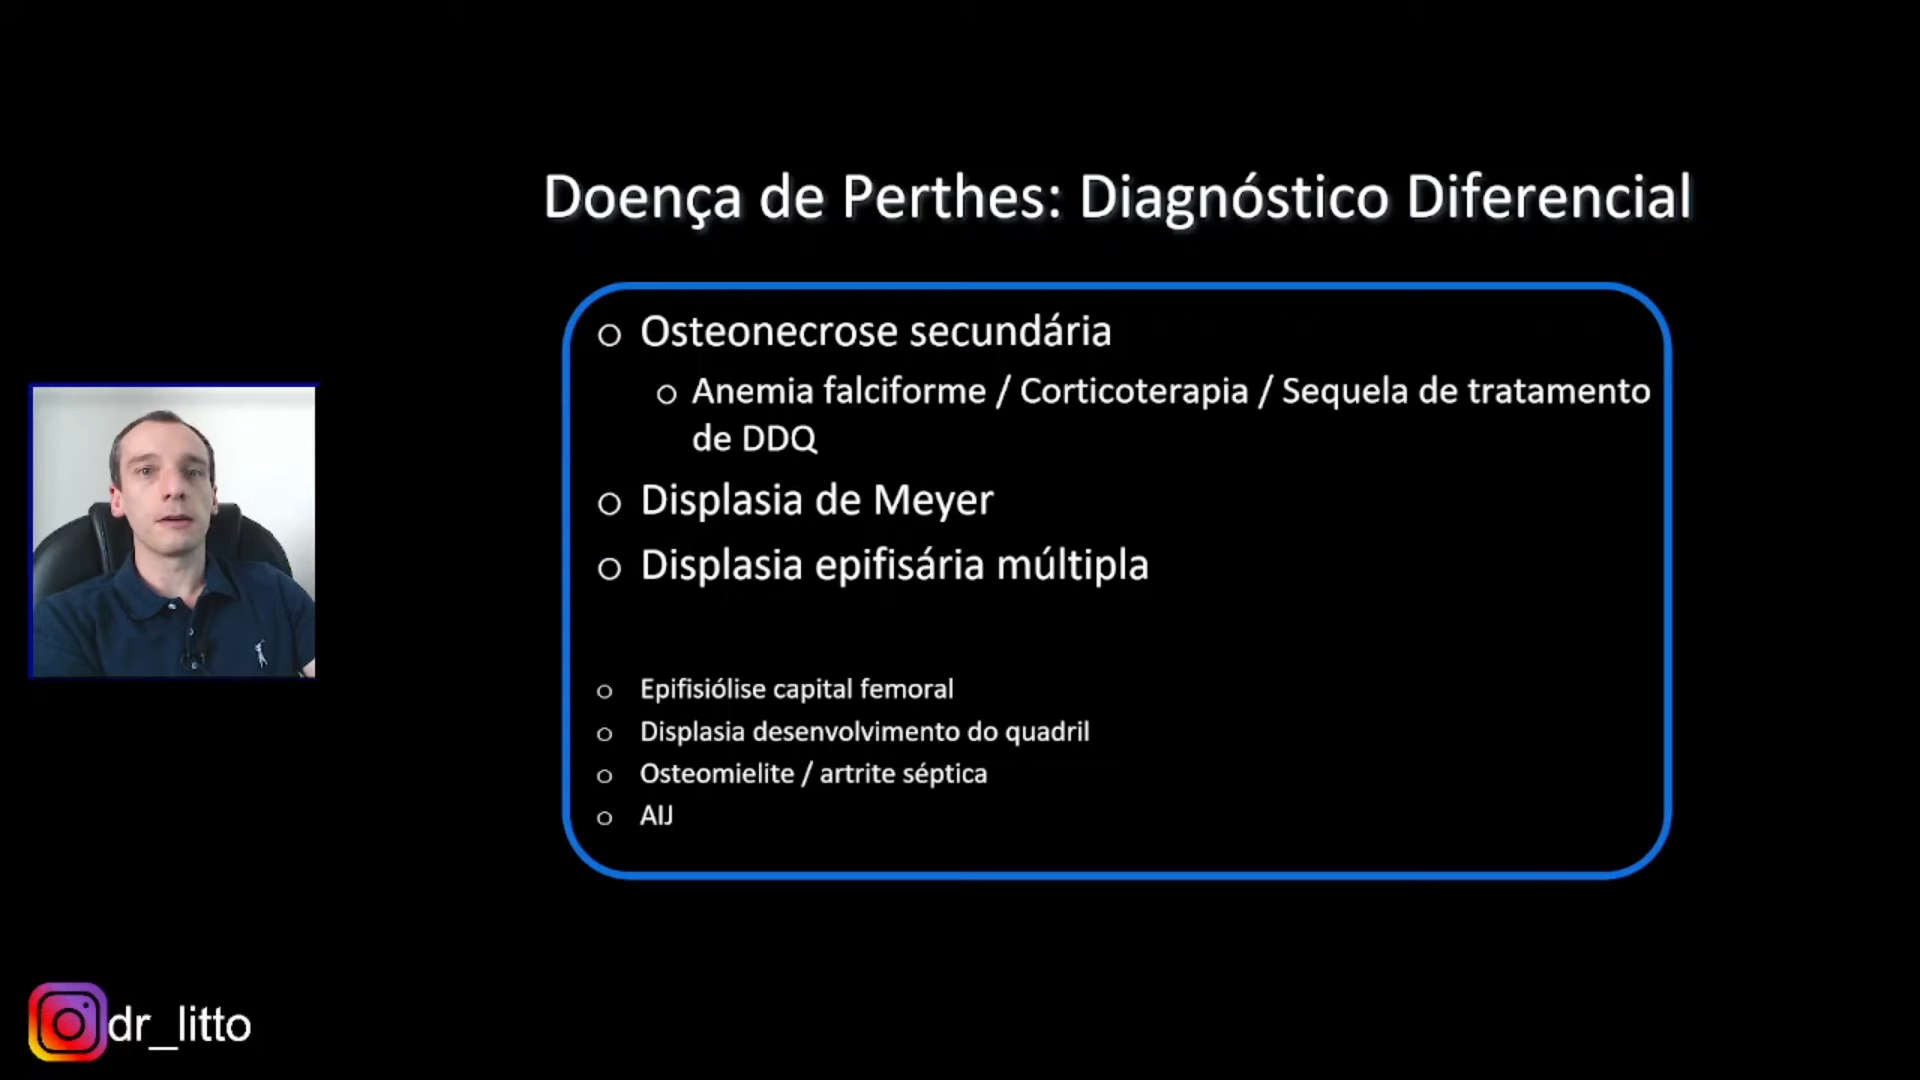 Doença de Perthes: Diagnóstico Diferencial
Osteonecrose secundária
Anemia falciforme / Corticoterapia / Sequela de tratamento
de DDQ
Displasia de Meyer
Displasia epifisária múltipla
Epifisiólise capital femoral
Displasia desenvolvimento do quadril
Osteomielite / artrite séptica
AIJ
dr_litto